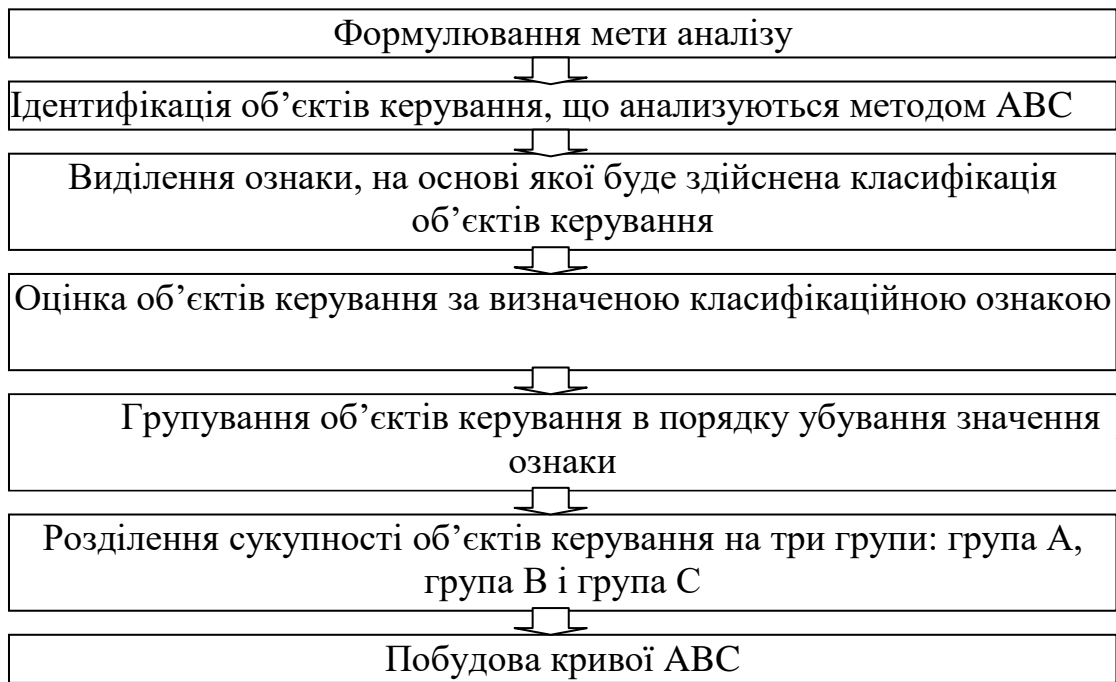 Формулювання мети аналізу
Ідентифікація об’єктів керування, що анализуються методом АВС
Виділення ознаки, на основі якої буде здійснена класифікація
об’єктів керування
Оцінка об’єктів керування за визначеною класифікаційною ознакою
Групування об’єктів керування в порядку убування значення
ознаки
Розділення сукупності об’єктів керування на три групи: група А,
група В і група С
Побудова кривої АВС